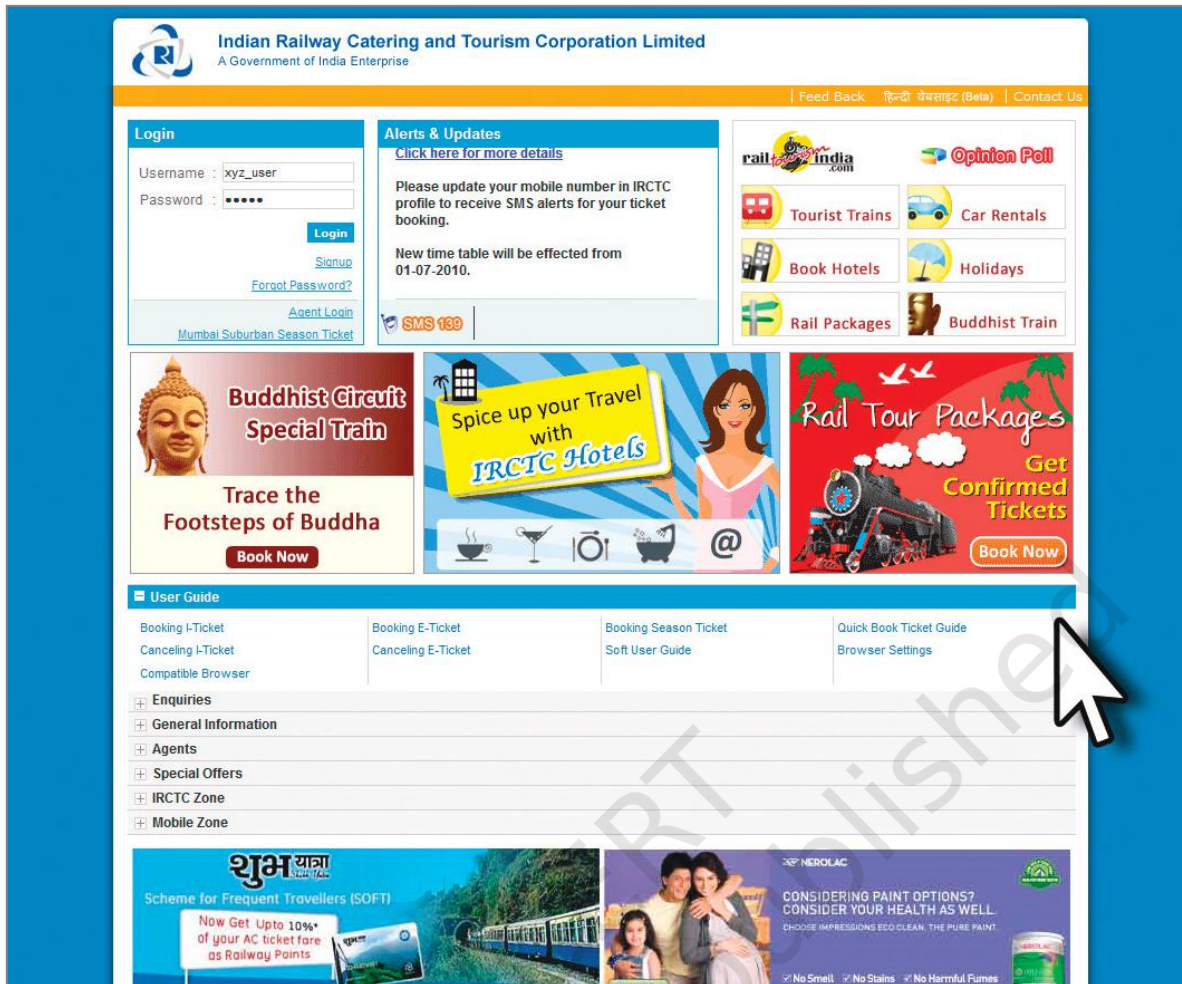 Indian Railway Catering and Tourism Corporation Limited
A Government of India Enterprise
Feed Back हिन्दी वेबसाइट (Beta) Contact Us
Login
Username : xyz_user
Password : •••••
Login
Signup
Forgot Password?
Agent Login
Mumbai Suburban Season Ticket
Alerts & Updates
Click here for more details
Please update your mobile number in IRCTC
profile to receive SMS alerts for your ticket
booking.
New time table will be effected from
01-07-2010.
SMS 139
rail tourism india
.com
Opinion Poll
Tourist Trains
Car Rentals
Book Hotels
Holidays
Rail Packages
Buddhist Train
Buddhist Circuit
Special Train
Trace the
Footsteps of Buddha
Book Now
Spice up your Travel
with
IRCTC Hotels
@
Rail Tour Packages
Get
Confirmed
Tickets
Book Now
User Guide
Booking I-Ticket
Booking E-Ticket
Booking Season Ticket
Quick Book Ticket Guide
Canceling I-Ticket
Canceling E-Ticket
Soft User Guide
Browser Settings
Compatible Browser
Enquiries
General Information
Agents
Special Offers
IRCTC Zone
Mobile Zone
शुभ यात्रा
Scheme for Frequent Travellers (SOFT)
Now Get Upto 10%*
of your AC ticket fare
as Railway Points
NEROLAC
CONSIDERING PAINT OPTIONS?
CONSIDER YOUR HEALTH AS WELL.
CHOOSE IMPRESSIONS ECO CLEAN. THE PURE PAINT.
No Smell No Stains No Harmful Fumes